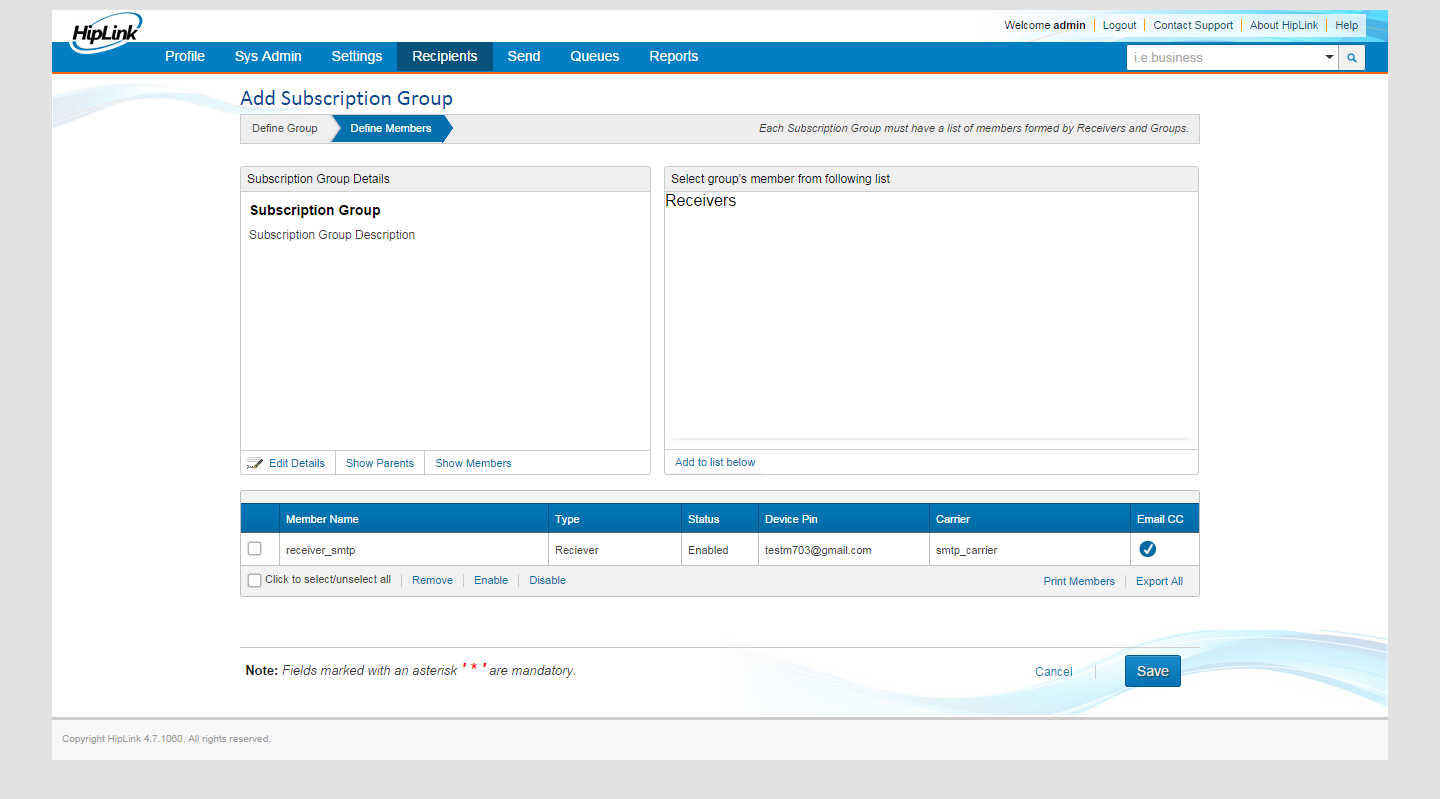 HipLink
Welcome admin Logout Contact Support About HipLink Help
Profile Sys Admin Settings Recipients Send Queues Reports i.e.business
Add Subscription Group
Define Group Define Members Each Subscription Group must have a list of members formed by Receivers and Groups.
Subscription Group Details Select group's member from following list
Receivers
Subscription Group
Subscription Group Description
Edit Details Show Parents Show Members Add to list below
Member Name Type Status Device Pin Carrier Email CC
receiver_smtp Reciever Enabled testm703@gmail.com smtp_carrier
Click to select/unselect all Remove Enable Disable Print Members Export All
Note: Fields marked with an asterisk ' * ' are mandatory. Cancel Save
Copyright HipLink 4.7.1060. All rights reserved.